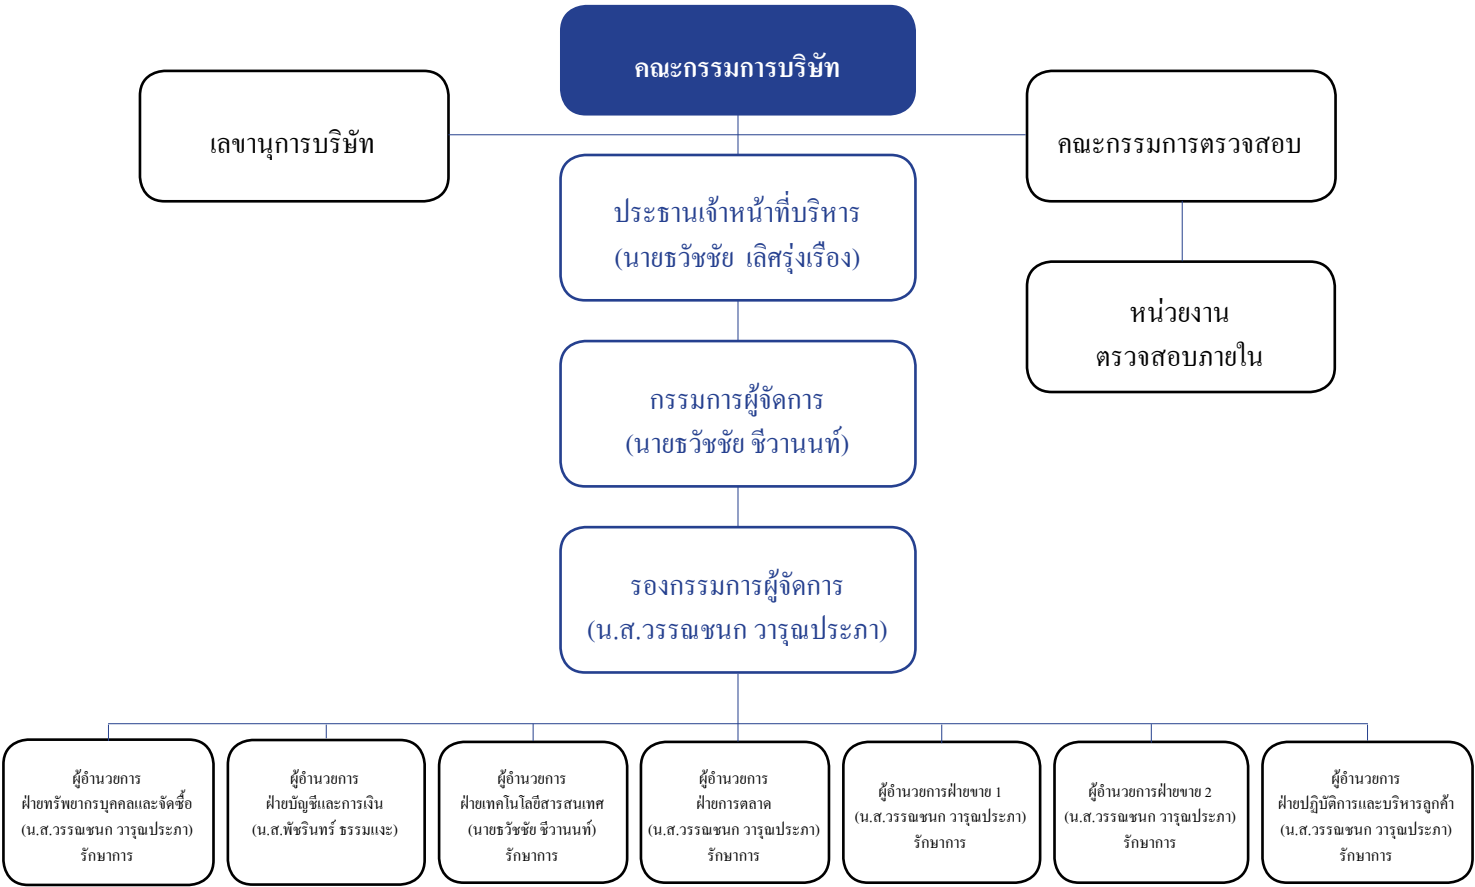 คณะกรรมการบริษัท
เลขานุการบริษัท
คณะกรรมการตรวจสอบ
ประธานเจ้าหน้าที่บริหาร
(นายธวัชชัย เลิศรุ่งเรือง)
หน่วยงาน
ตรวจสอบภายใน
กรรมการผู้จัดการ
(นายธวัชชัย ชีวานนท์)
รองกรรมการผู้จัดการ
(น.ส.วรรณชนก วารุณประภา)
ผู้อำนวยการ
ฝ่ายทรัพยากรบุคคลและจัดซื้อ
(น.ส.วรรณชนก วารุณประภา)
รักษาการ
ผู้อำนวยการ
ฝ่ายบัญชีและการเงิน
(น.ส.พัชรินทร์ ธรรมแงะ)
ผู้อำนวยการ
ฝ่ายเทคโนโลยีสารสนเทศ
(นายธวัชชัย ชีวานนท์)
รักษาการ
ผู้อำนวยการ
ฝ่ายการตลาด
(น.ส.วรรณชนก วารุณประภา)
รักษาการ
ผู้อำนวยการฝ่ายขาย 1
(น.ส.วรรณชนก วารุณประภา)
รักษาการ
ผู้อำนวยการฝ่ายขาย 2
(น.ส.วรรณชนก วารุณประภา)
รักษาการ
ผู้อำนวยการ
ฝ่ายปฏิบัติการและบริหารลูกค้า
(น.ส.วรรณชนก วารุณประภา)
รักษาการ